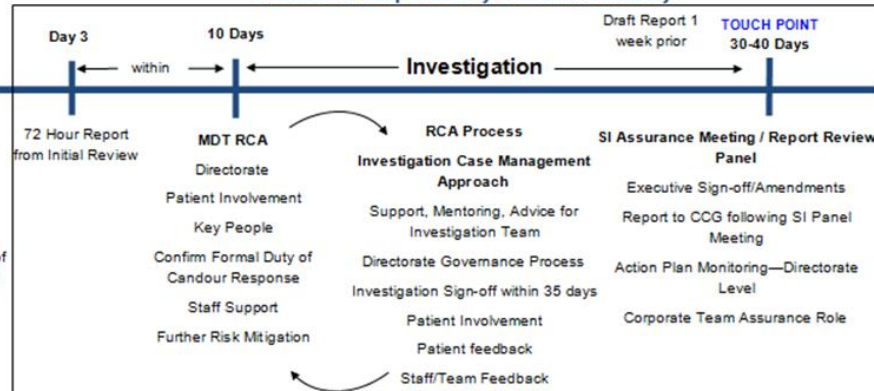 Day 3
within
10 Days
Investigation
Draft Report 1
week prior
TOUCH POINT
30-40 Days
72 Hour Report
from Initial Review
MDT RCA
Directorate
Patient Involvement
Key People
Confirm Formal Duty of
Candour Response
Staff Support
Further Risk Mitigation
RCA Process
Investigation Case Management
Approach
Support, Mentoring, Advice for
Investigation Team
Directorate Governance Process
Investigation Sign-off within 35 days
Patient Involvement
Patient feedback
Staff/Team Feedback
SI Assurance Meeting / Report Review
Panel
Executive Sign-off/Amendments
Report to CCG following SI Panel
Meeting
Action Plan Monitoring—Directorate
Level
Corporate Team Assurance Role